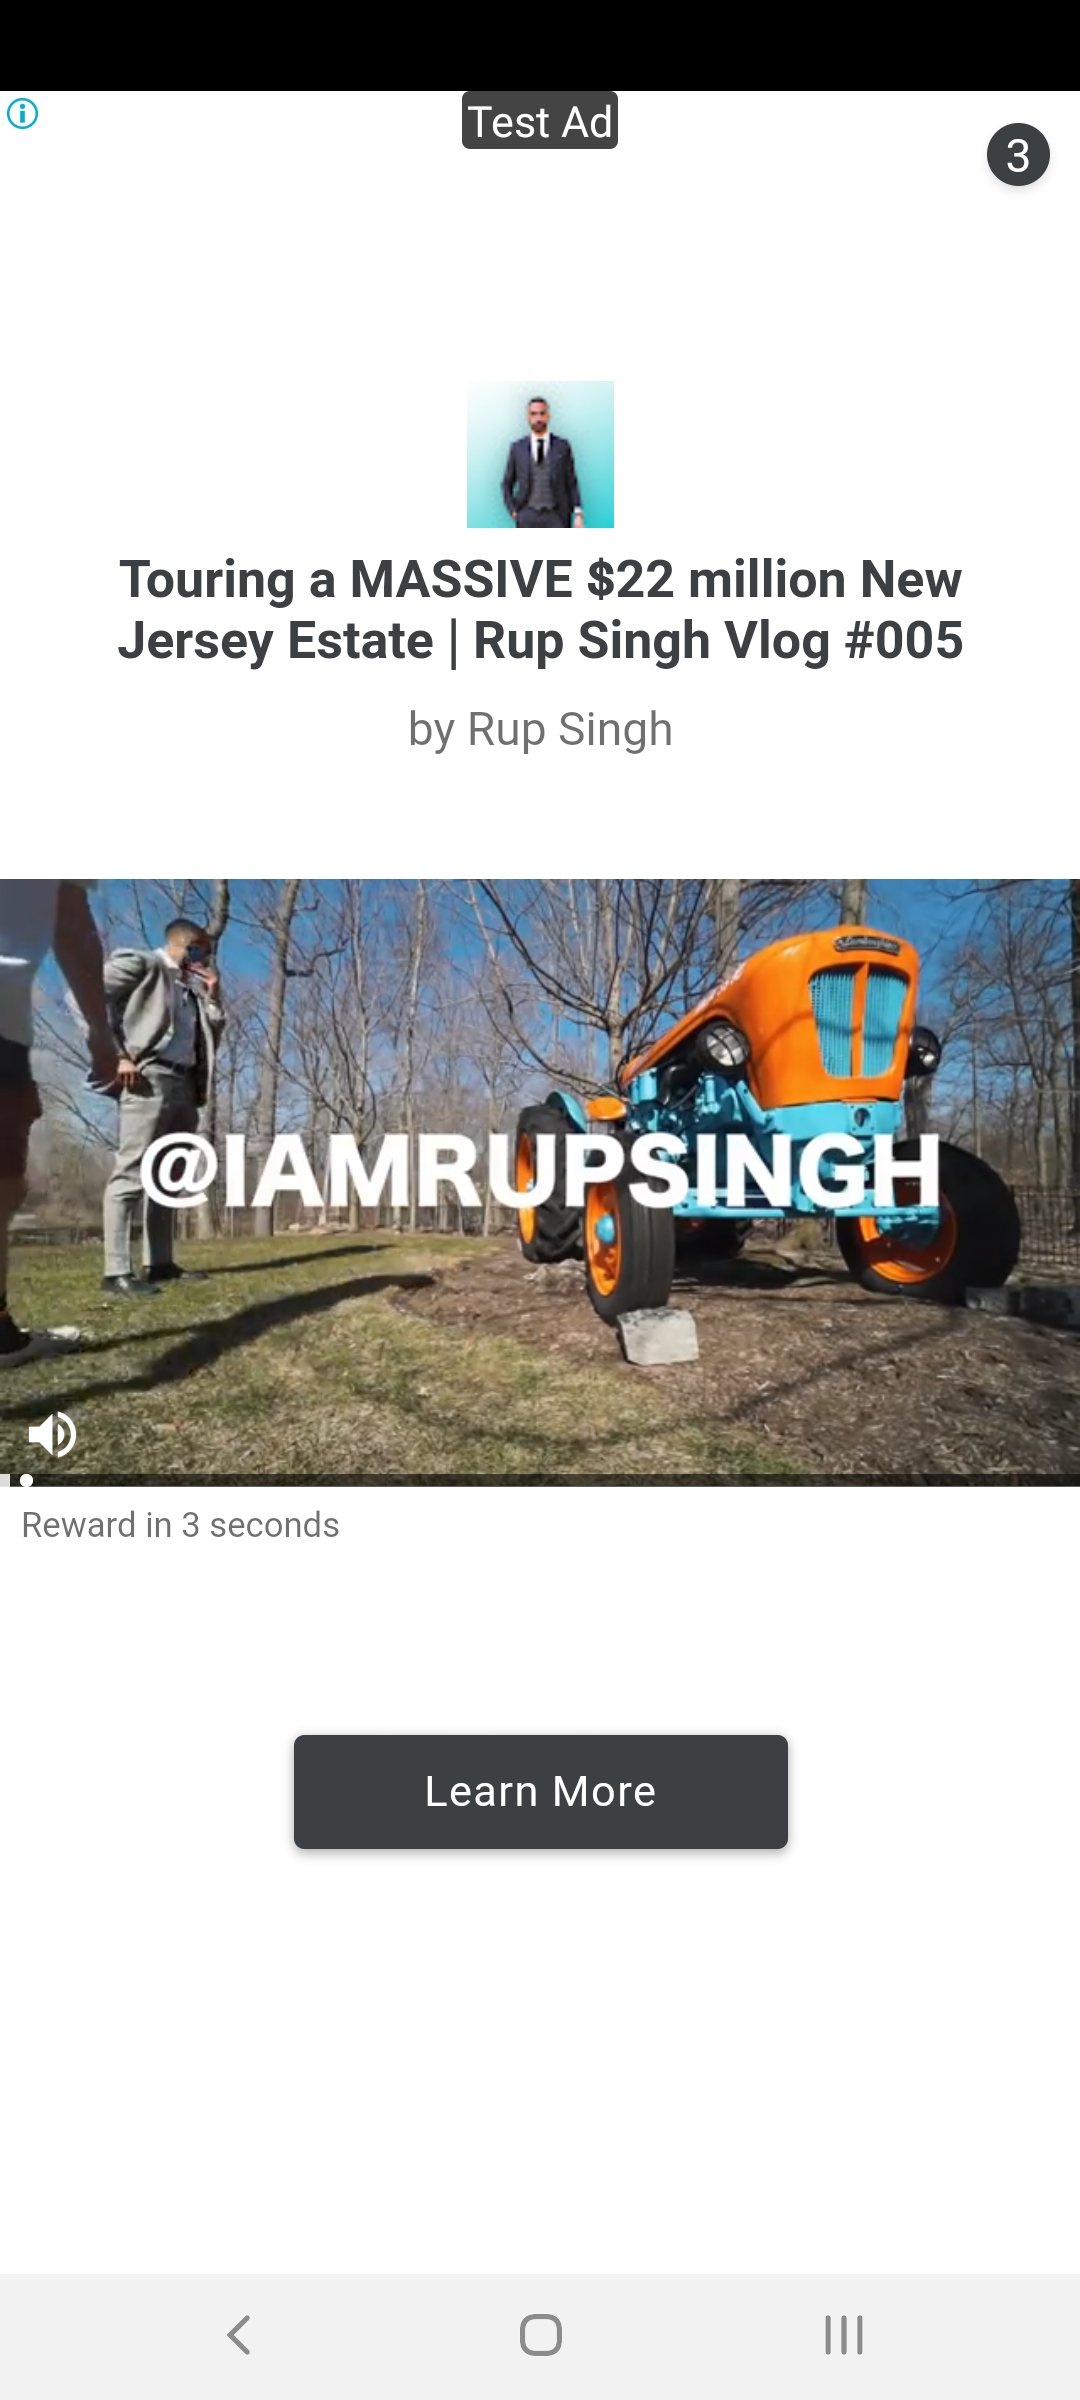 Test Ad
3
Touring a MASSIVE $22 million New
Jersey Estate | Rup Singh Vlog #005
by Rup Singh
@IAMRUPSINGH
Reward in 3 seconds
Learn More